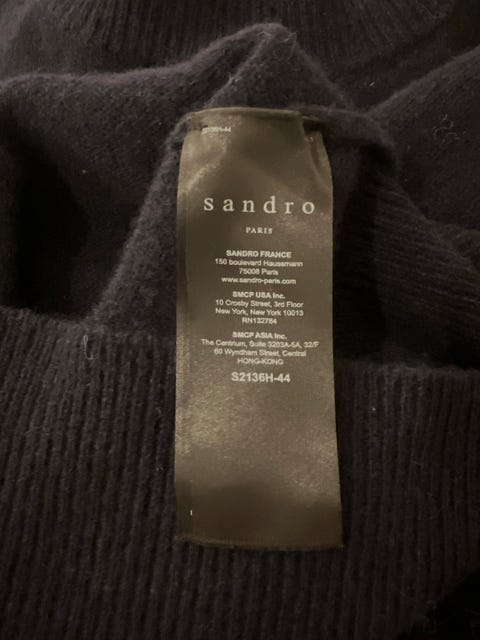 S2136H-44
sandro
PARIS
SANDRO FRANCE
150 boulevard Haussmann
75008 Paris
www.sandro-paris.com
SMCP USA Inc.
10 Crosby Street, 3rd Floor
New York, New York 10013
RN132784
SMCP ASIA Inc.
The Centrium, Suite 3203A-5A, 32/F
60 Wyndham Street, Central
HONG-KONG
S2136H-44